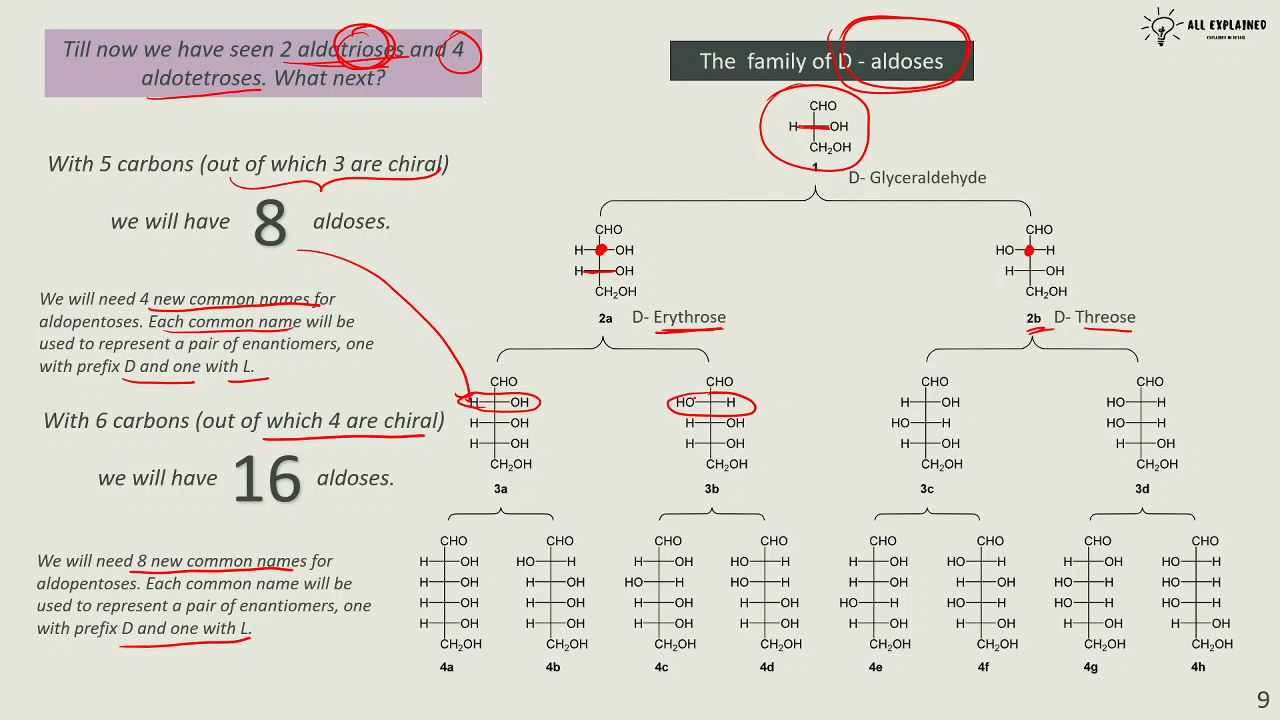 ALL EXPLAINED
EXPLAINED IN DETAIL
Till now we have seen 2 aldotrioses and 4
aldotetroses. What next?
The family of D - aldoses
With 5 carbons (out of which 3 are chiral)
we will have 8 aldoses.
We will need 4 new common names for
aldopentoses. Each common name will be
used to represent a pair of enantiomers, one
with prefix D and one with L.
With 6 carbons (out of which 4 are chiral)
we will have 16 aldoses.
We will need 8 new common names for
aldopentoses. Each common name will be
used to represent a pair of enantiomers, one
with prefix D and one with L.
CHO
H OH
CH2OH
1
D- Glyceraldehyde
CHO CHO
H OH HO H
H OH H OH
CH2OH CH2OH
2a D- Erythrose 2b D- Threose
CHO CHO CHO CHO
H OH HO H H OH HO H
H OH H OH HO H HO H
H OH H OH H OH H OH
CH2OH CH2OH CH2OH CH2OH
3a 3b 3c 3d
CHO CHO CHO CHO CHO CHO CHO CHO
H OH HO H H OH HO H H OH HO H H OH HO H
H OH H OH HO H HO H H OH H OH HO H HO H
H OH H OH H OH H OH HO H HO H HO H HO H
H OH H OH H OH H OH H OH H OH H OH H OH
CH2OH CH2OH CH2OH CH2OH CH2OH CH2OH CH2OH CH2OH
4a 4b 4c 4d 4e 4f 4g 4h
9